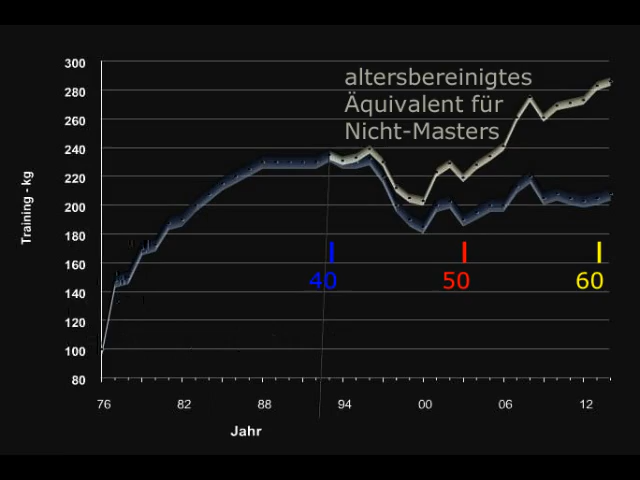 300
altersbereinigtes
280
Äquivalent für
260
Nicht-Masters
240
220
200
180
160
140
120
100
80
Training - kg
40
50
60
76 82 88 94 00 06 12
Jahr